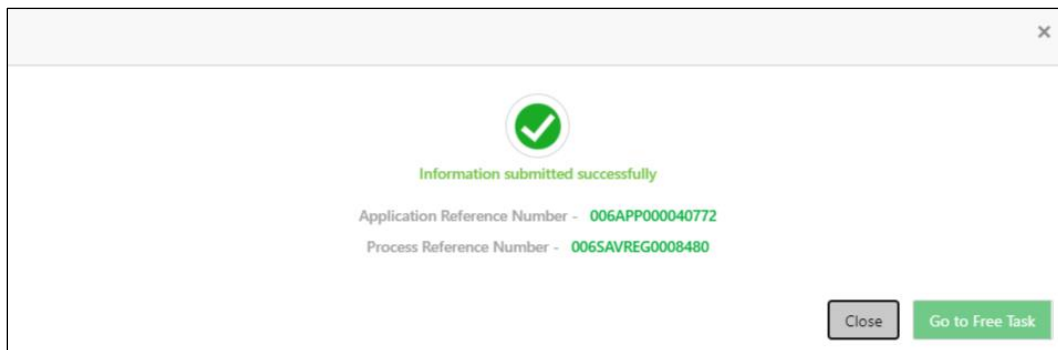 Information submitted successfully
Application Reference Number - 006APP000040772
Process Reference Number - 006SAVREG0008480
Close Go to Free Task